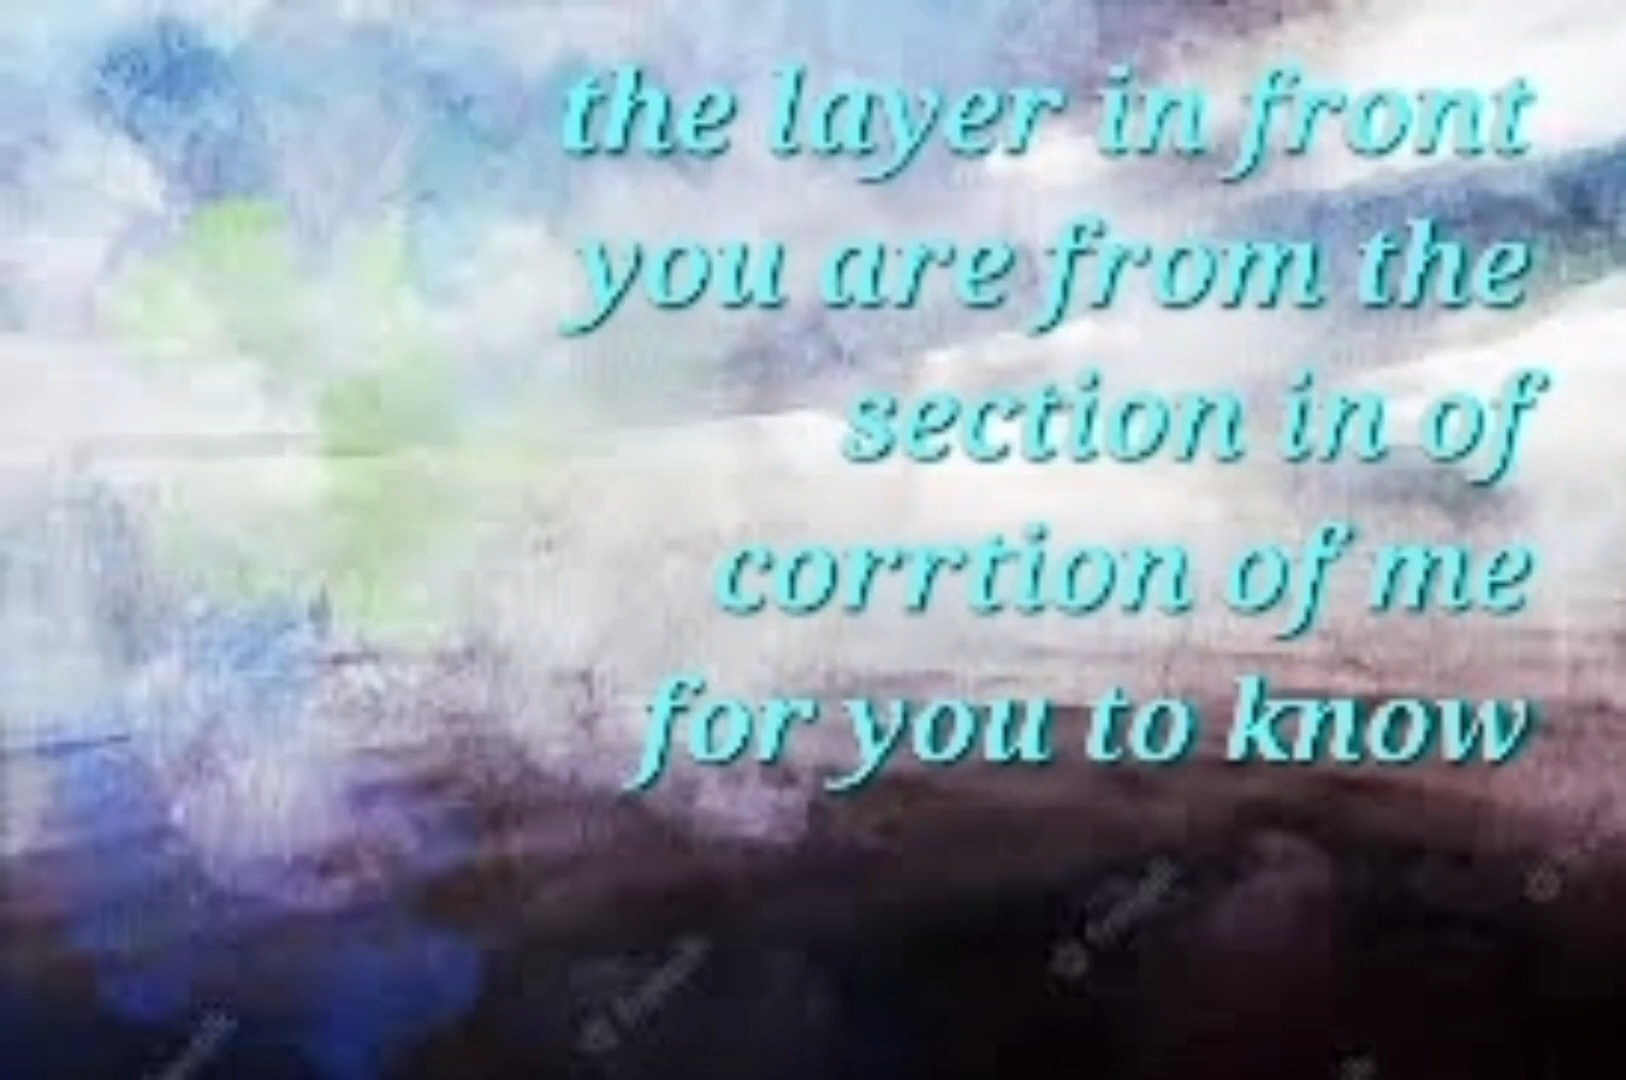 the layer in front
you are from the
section in of
corrtion of me
for you to know